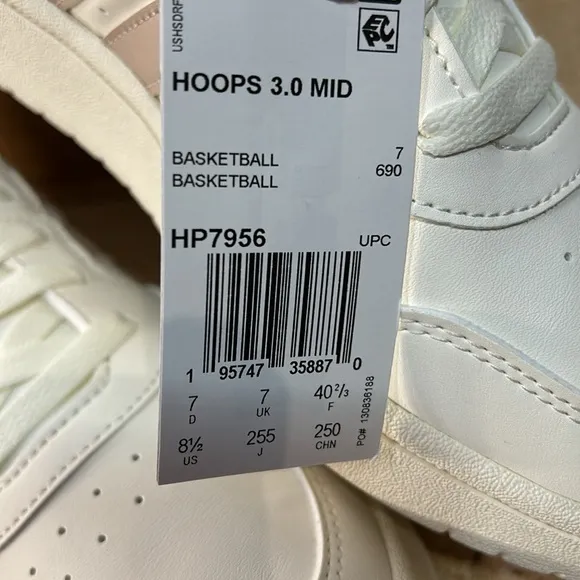 USHSDRF
EPC
HOOPS 3.0 MID
BASKETBALL 7
BASKETBALL 690
HP7956 UPC
1 95747 35887 0
7 7 40⅔
D UK F
8½ 255 250
US J CHN
PO# 130836188